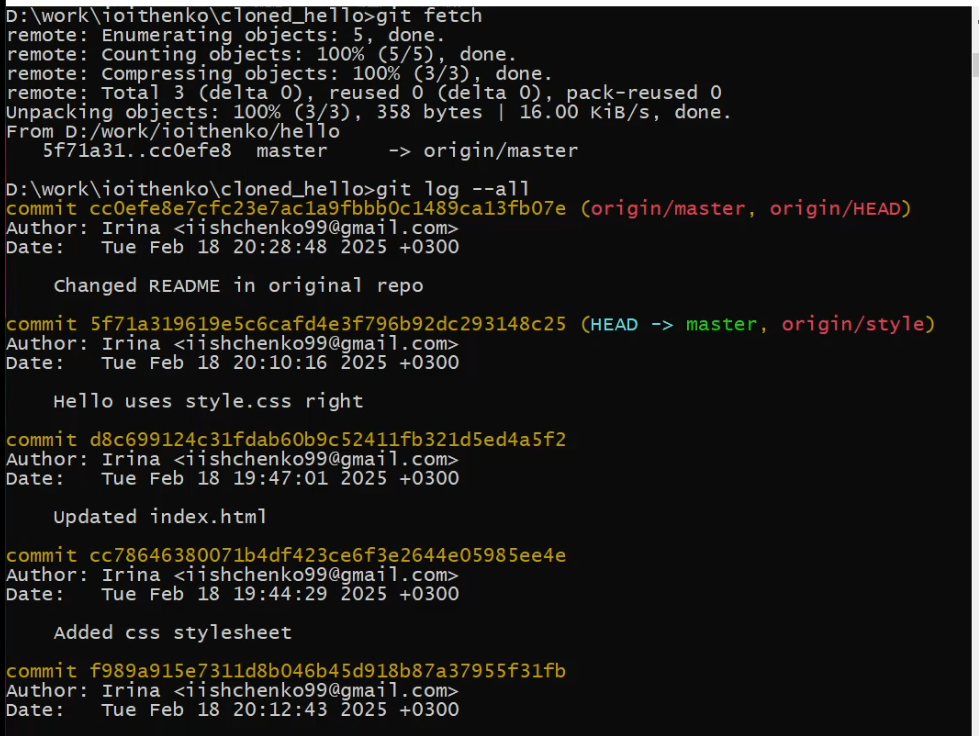 D:\work\ioithenko\cloned_hello>git fetch
remote: Enumerating objects: 5, done.
remote: Counting objects: 100% (5/5), done.
remote: Compressing objects: 100% (3/3), done.
remote: Total 3 (delta 0), reused 0 (delta 0), pack-reused 0
Unpacking objects: 100% (3/3), 358 bytes | 16.00 KiB/s, done.
From D:/work/ioithenko/hello
   5f71a31..cc0efe8  master     -> origin/master
D:\work\ioithenko\cloned_hello>git log --all
commit cc0efe8e7cfc23e7ac1a9fbbb0c1489ca13fb07e (origin/master, origin/HEAD)
Author: Irina <iishchenko99@gmail.com>
Date:   Tue Feb 18 20:28:48 2025 +0300
    Changed README in original repo
commit 5f71a319619e5c6cafd4e3f796b92dc293148c25 (HEAD -> master, origin/style)
Author: Irina <iishchenko99@gmail.com>
Date:   Tue Feb 18 20:10:16 2025 +0300
    Hello uses style.css right
commit d8c699124c31fdab60b9c52411fb321d5ed4a5f2
Author: Irina <iishchenko99@gmail.com>
Date:   Tue Feb 18 19:47:01 2025 +0300
    Updated index.html
commit cc78646380071b4df423ce6f3e2644e05985ee4e
Author: Irina <iishchenko99@gmail.com>
Date:   Tue Feb 18 19:44:29 2025 +0300
    Added css stylesheet
commit f989a915e7311d8b046b45d918b87a37955f31fb
Author: Irina <iishchenko99@gmail.com>
Date:   Tue Feb 18 20:12:43 2025 +0300